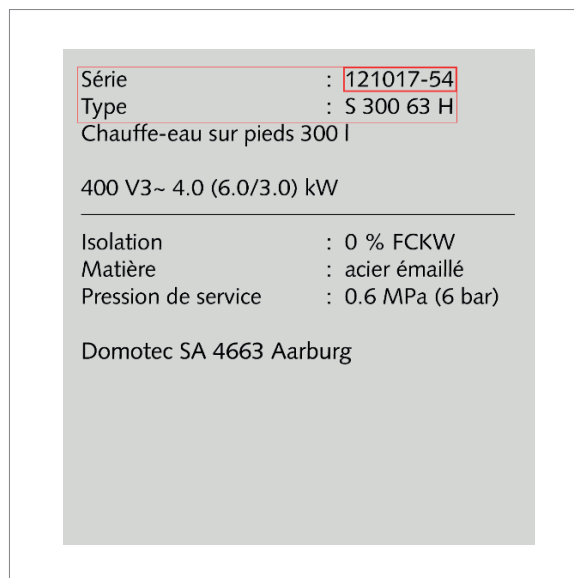 Série : 121017-54
Type : S 300 63 H
Chauffe-eau sur pieds 300 l
400 V3~ 4.0 (6.0/3.0) kW
Isolation : 0 % FCKW
Matière : acier émaillé
Pression de service : 0.6 MPa (6 bar)
Domotec SA 4663 Aarburg